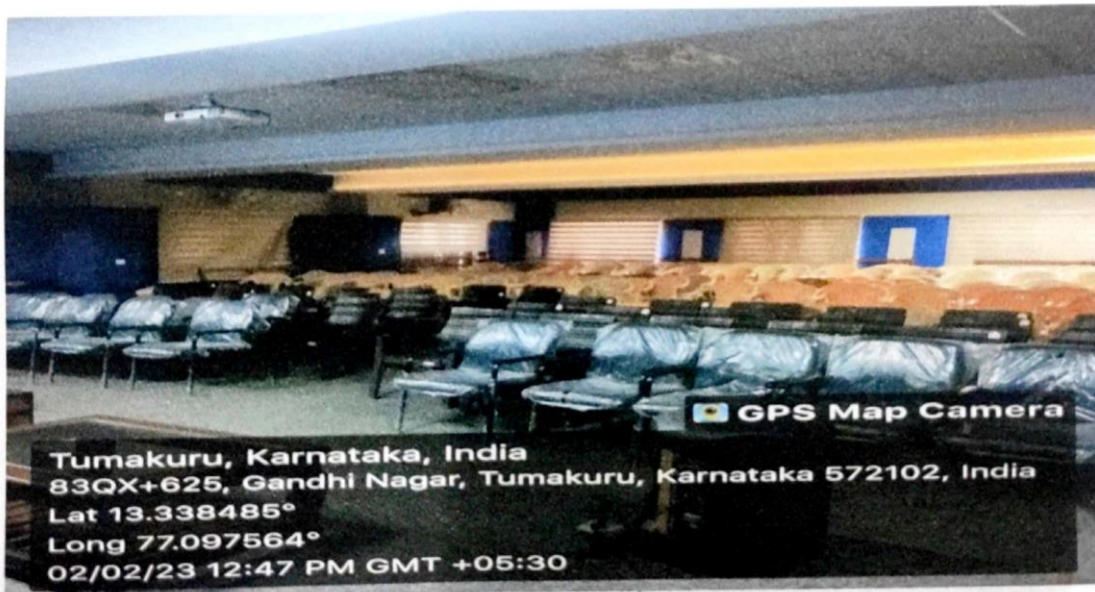 GPS Map Camera
Tumakuru, Karnataka, India
83QX+625, Gandhi Nagar, Tumakuru, Karnataka 572102, India
Lat 13.338485°
Long 77.097564°
02/02/23 12:47 PM GMT +05:30